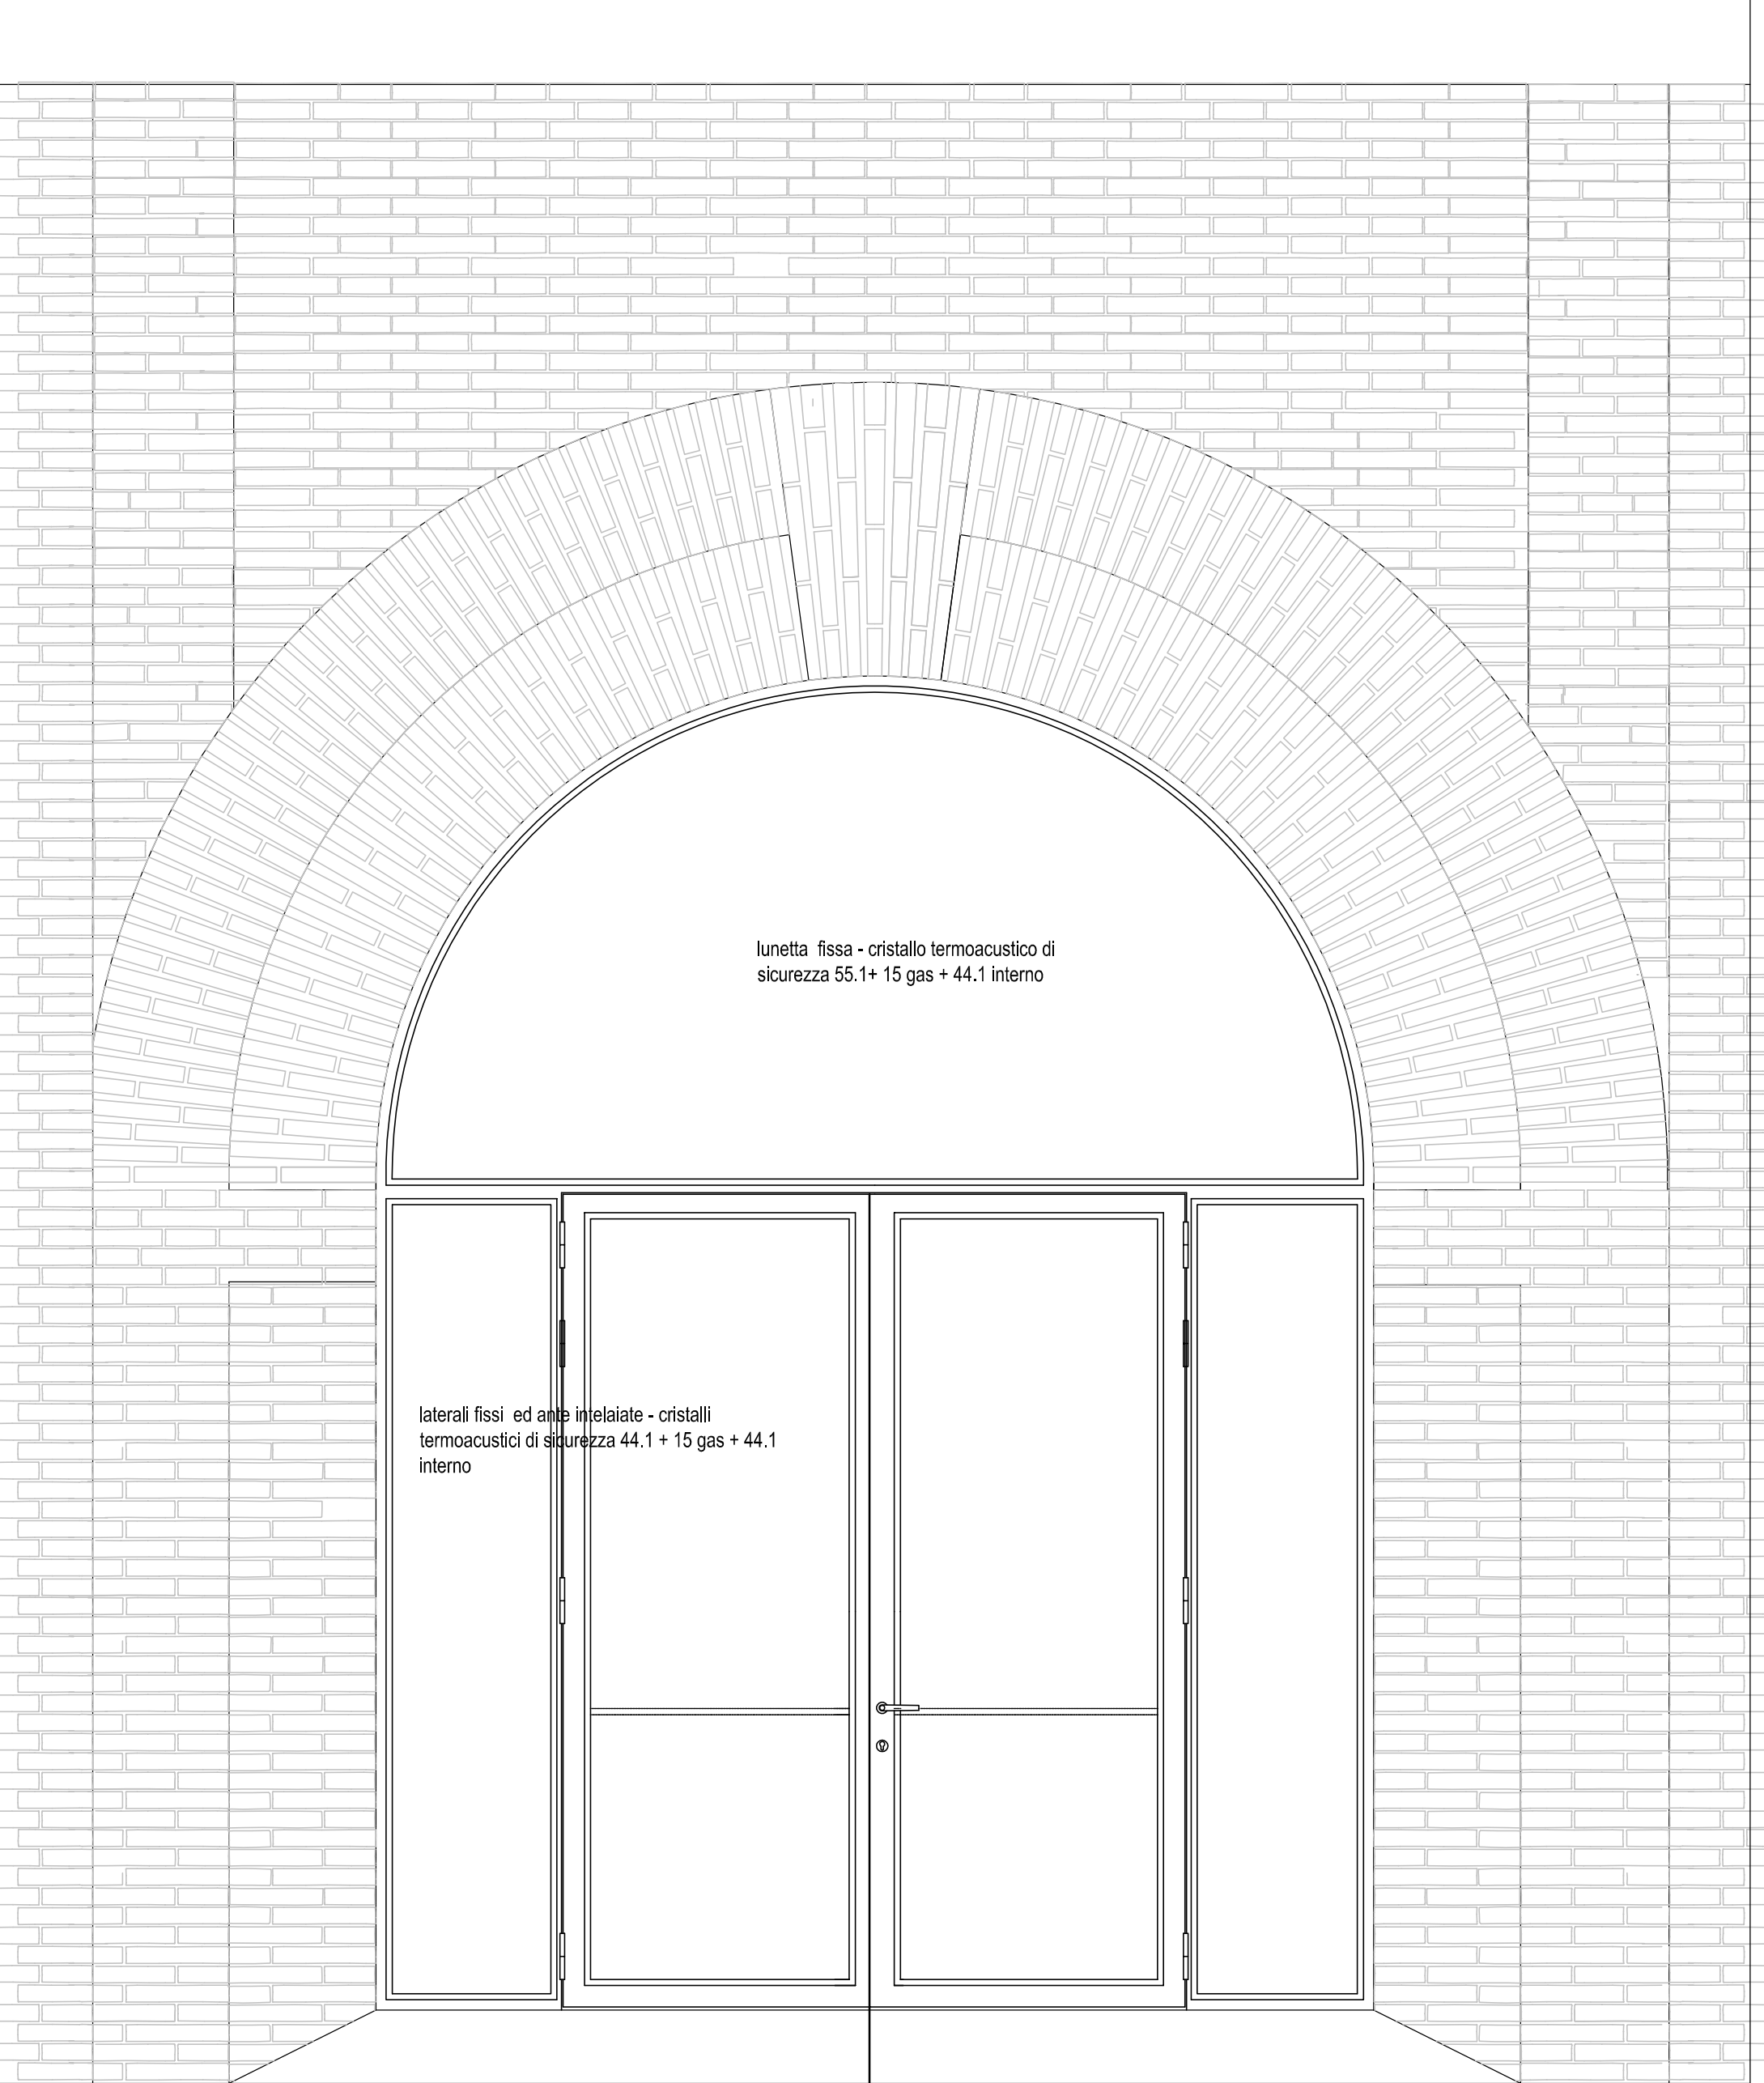 lunetta  fissa - cristallo termoacustico di
sicurezza 55.1+ 15 gas + 44.1 interno
laterali fissi  ed ante intelaiate - cristalli
termoacustici di sicurezza 44.1 + 15 gas + 44.1
interno